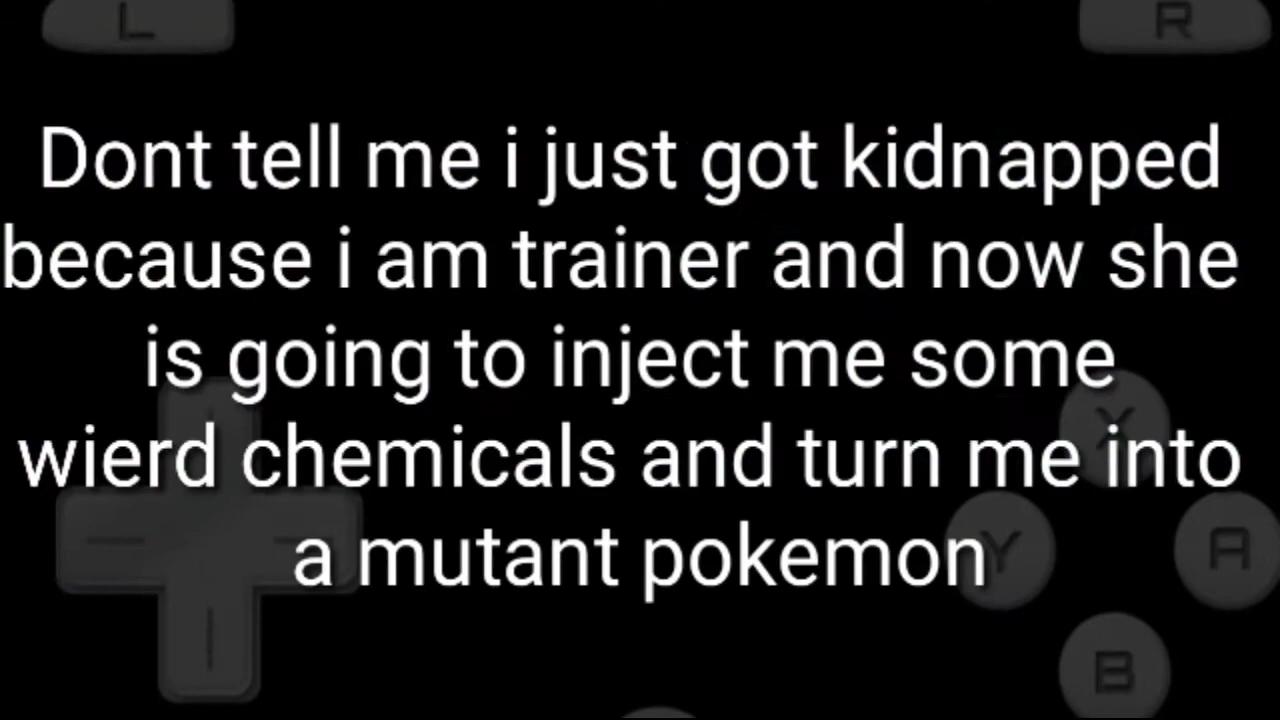 L R
Dont tell me i just got kidnapped
because i am trainer and now she
is going to inject me some
wierd chemicals and turn me into
a mutant pokemon
X
Y A
B